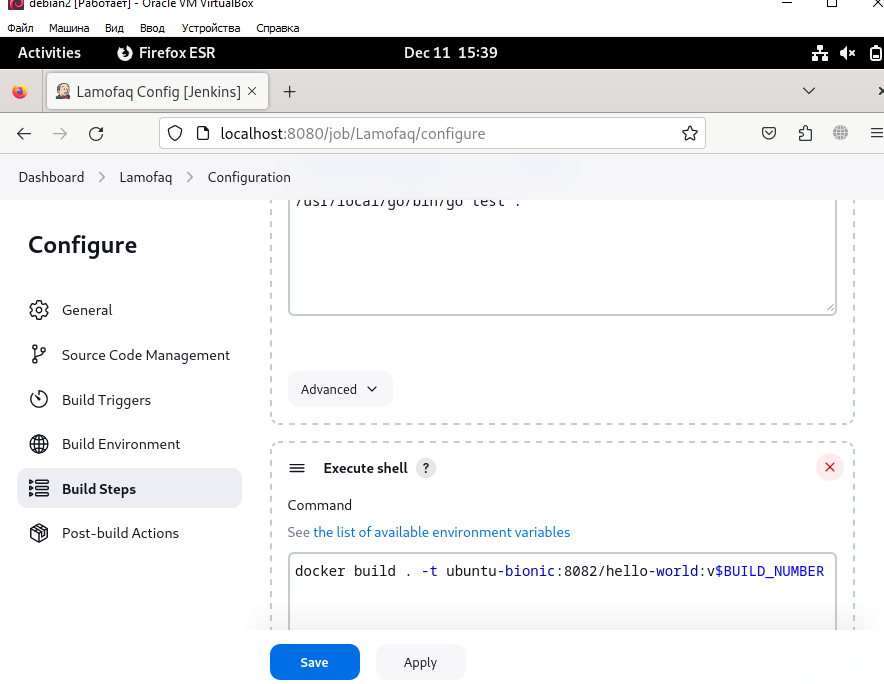 debian2 [Работает] - Oracle VM VirtualBox
Файл Машина Вид Ввод Устройства Справка
Activities Firefox ESR Dec 11 15:39
Lamofaq Config [Jenkins]
localhost:8080/job/Lamofaq/configure
Dashboard Lamofaq Configuration
/usr/local/go/bin/go test .
Configure
General
Source Code Management
Build Triggers
Build Environment
Build Steps
Post-build Actions
Advanced
Execute shell ?
Command
See the list of available environment variables
docker build . -t ubuntu-bionic:8082/hello-world:v$BUILD_NUMBER
Save Apply